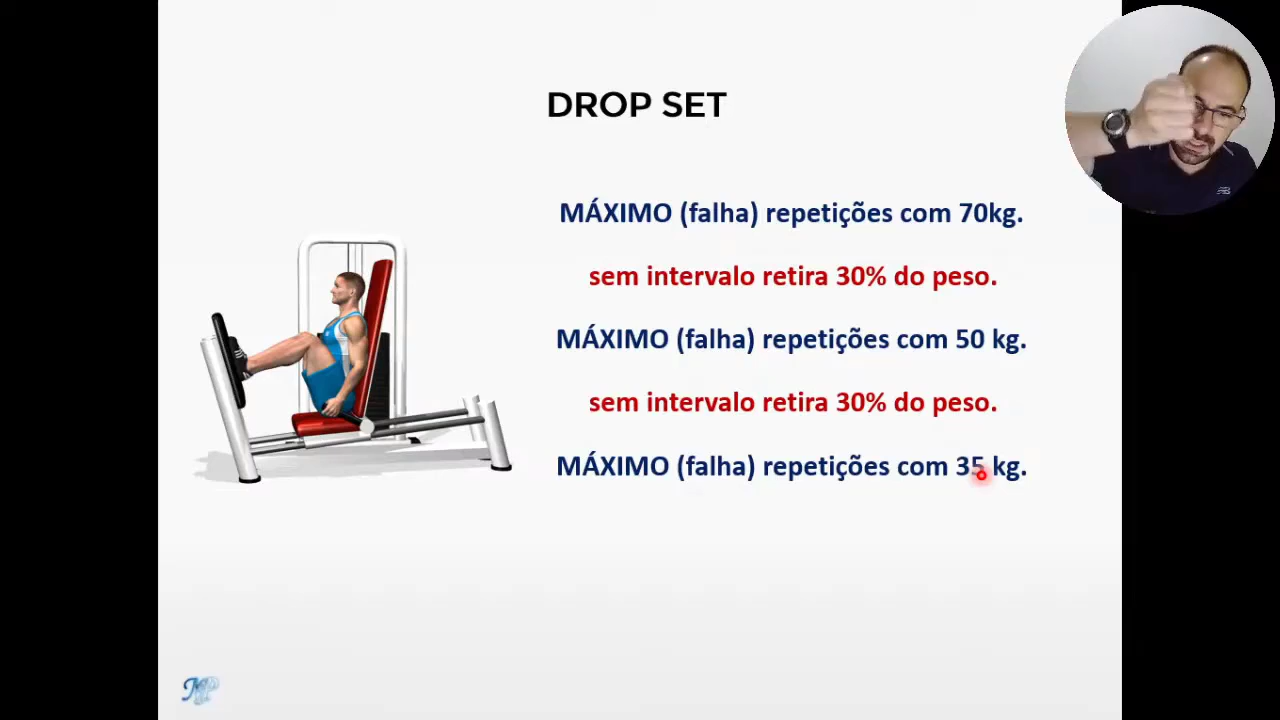 DROP SET
MÁXIMO (falha) repetições com 70kg.
sem intervalo retira 30% do peso.
MÁXIMO (falha) repetições com 50 kg.
sem intervalo retira 30% do peso.
MÁXIMO (falha) repetições com 35 kg.